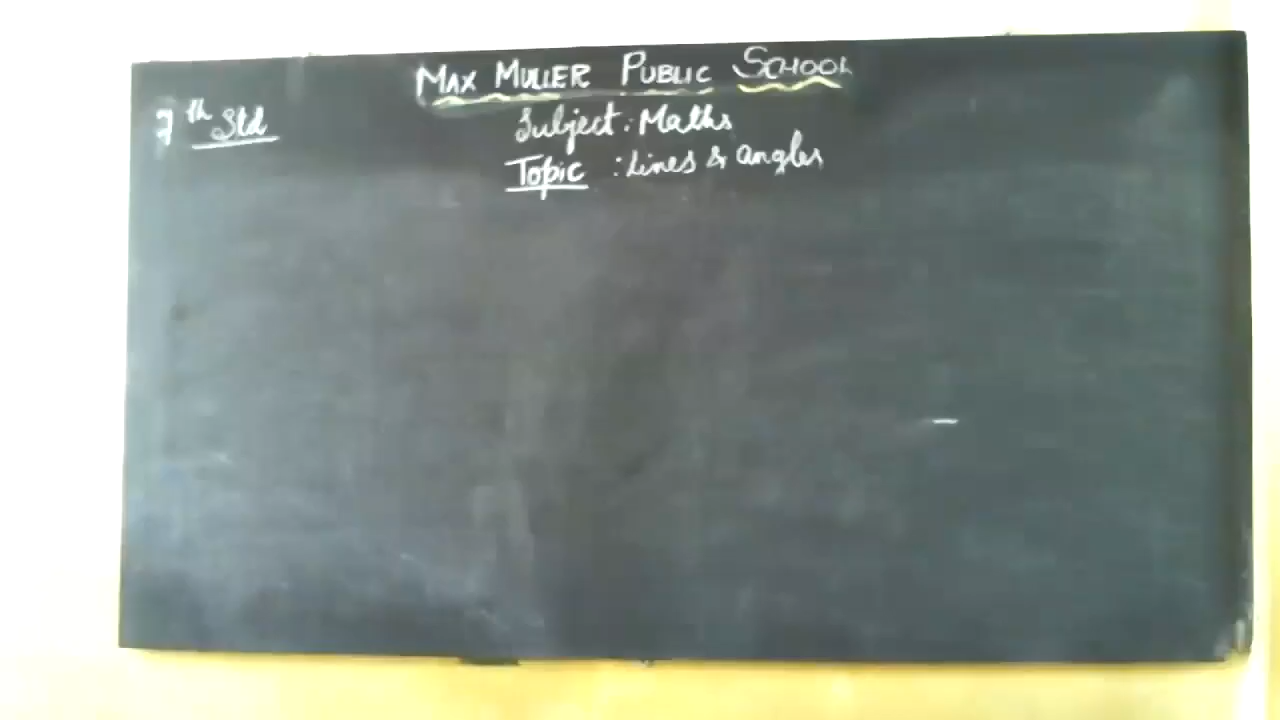 MAX MULLER PUBLIC SCHOOL
7th Std
Subject: Maths
Topic : Lines & angles